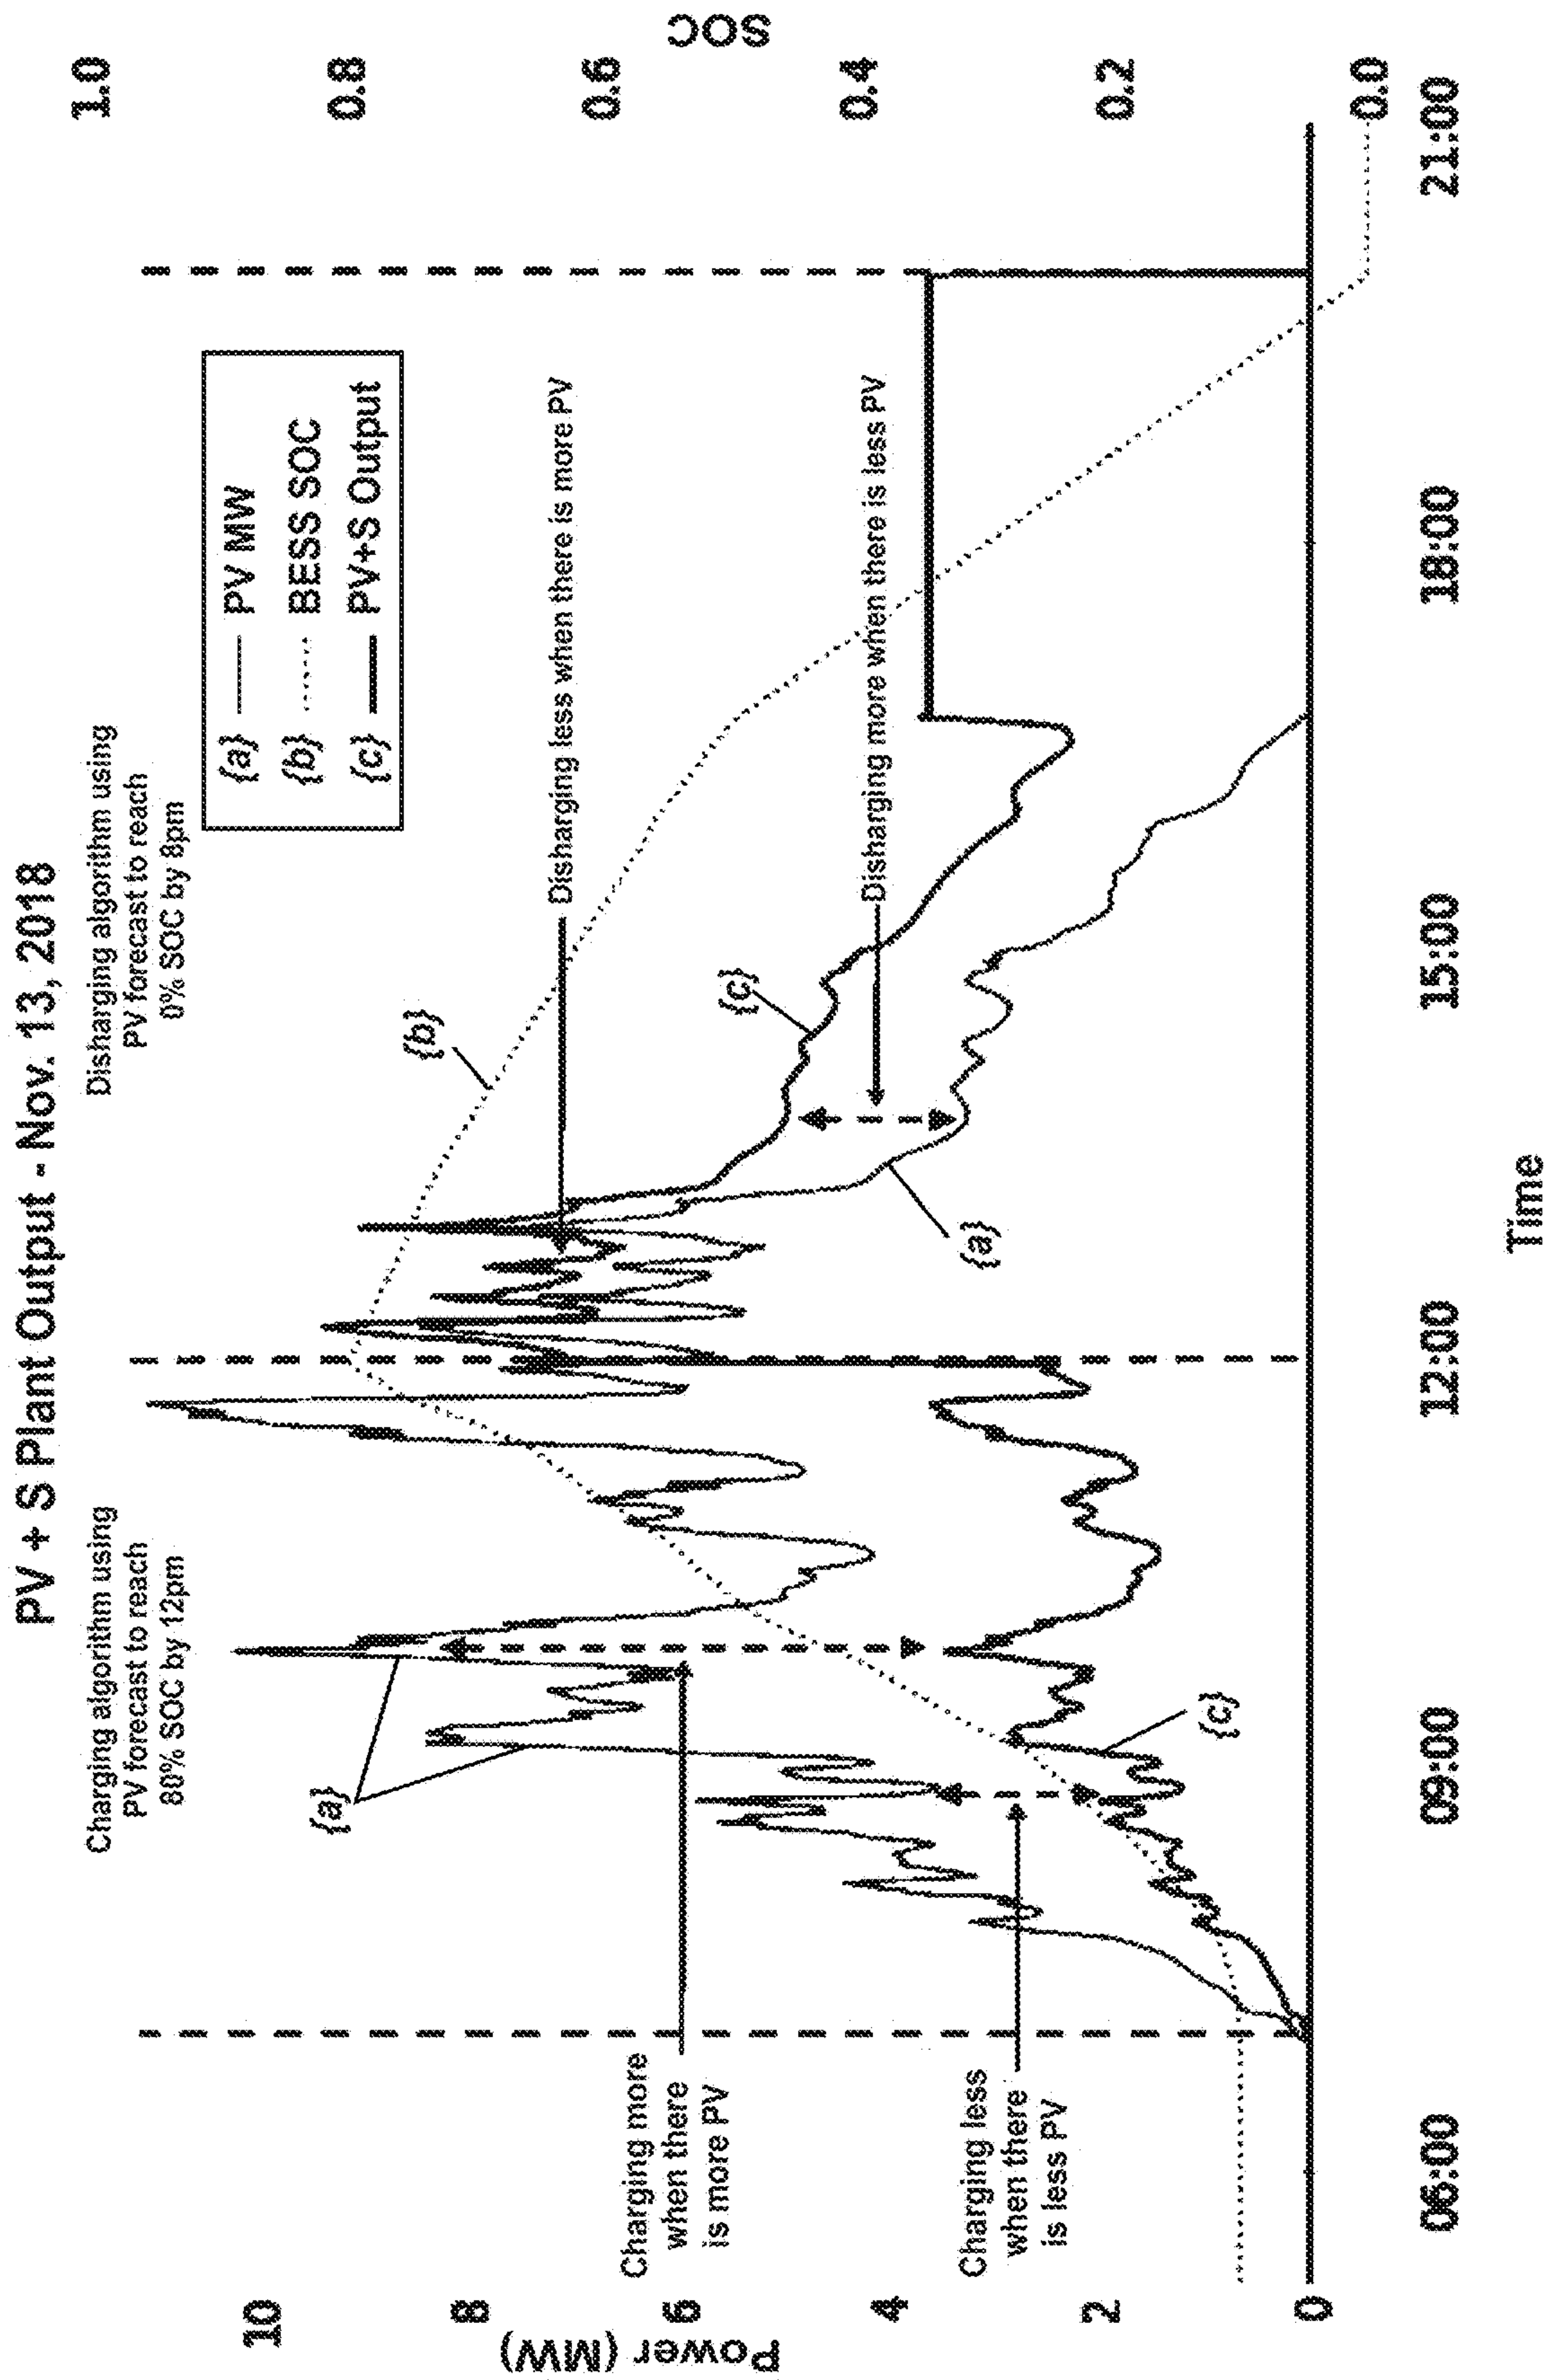 PV + S Plant Output - Nov. 13, 2018
Charging algorithm using
PV forecast to reach
80% SOC by 12pm
Disharging algorithm using
PV forecast to reach
0% SOC by 8pm
{a} PV MW
{b} BESS SOC
{c} PV+S Output
{a}
{b}
{c}
{a}
{c}
Disharging less when there is more PV
Disharging more when there is less PV
Charging more
when there
is more PV
Charging less
when there
is less PV
Power (MW)
10
8
6
4
2
0
SOC
1.0
0.8
0.6
0.4
0.2
0.0
06:00
09:00
12:00
15:00
18:00
21:00
Time